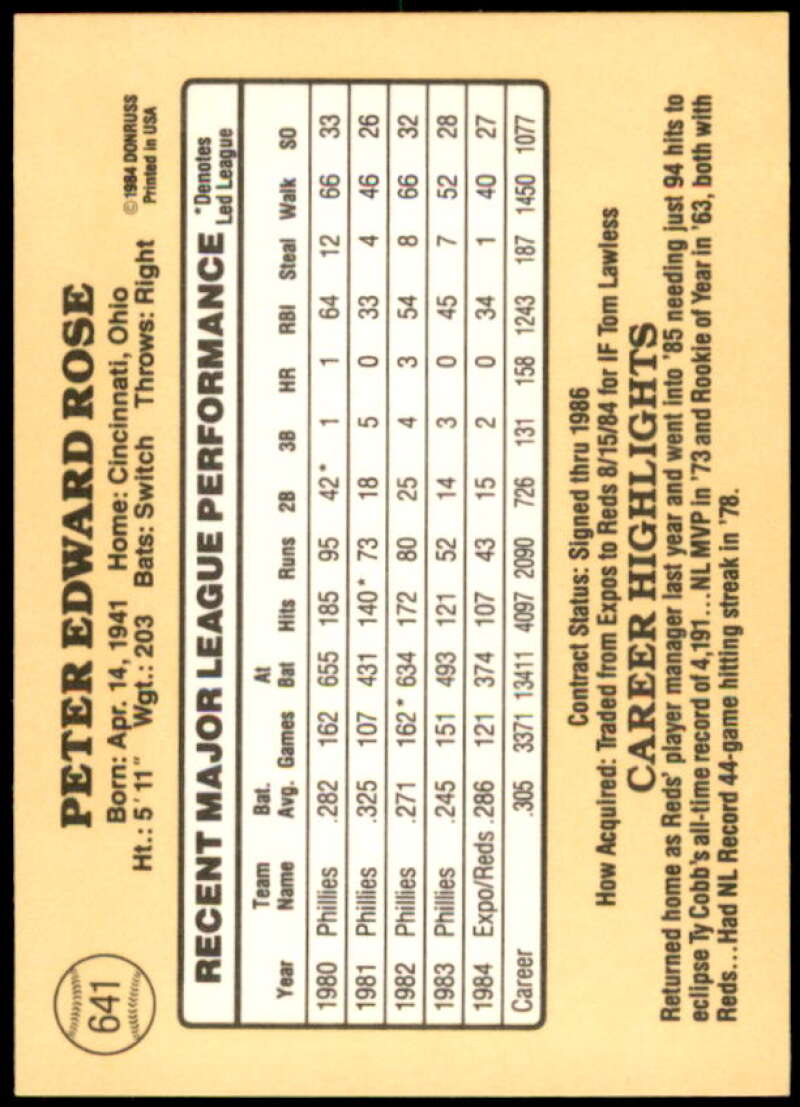 641
PETER EDWARD ROSE
Born: Apr. 14, 1941 Home: Cincinnati, Ohio
Ht.: 5'11" Wgt.: 203 Bats: Switch Throws: Right
©1984 DONRUSS
Printed in USA
RECENT MAJOR LEAGUE PERFORMANCE
*Denotes
Led League
Year Team Name Bat. Avg. Games At Bat Hits Runs 2B 3B HR RBI Steal Walk SO
1980 Phillies .282 162 655 185 95 42* 1 1 64 12 66 33
1981 Phillies .325 107 431 140* 73 18 5 0 33 4 46 26
1982 Phillies .271 162* 634 172 80 25 4 3 54 8 66 32
1983 Phillies .245 151 493 121 52 14 3 0 45 7 52 28
1984 Expo/Reds .286 121 374 107 43 15 2 0 34 1 40 27
Career .305 3371 13411 4097 2090 726 131 158 1243 187 1450 1077
Contract Status: Signed thru 1986
How Acquired: Traded from Expos to Reds 8/15/84 for IF Tom Lawless
CAREER HIGHLIGHTS
Returned home as Reds' player manager last year and went into '85 needing just 94 hits to
eclipse Ty Cobb's all-time record of 4,191...NL MVP in '73 and Rookie of Year in '63, both with
Reds...Had NL Record 44-game hitting streak in '78.